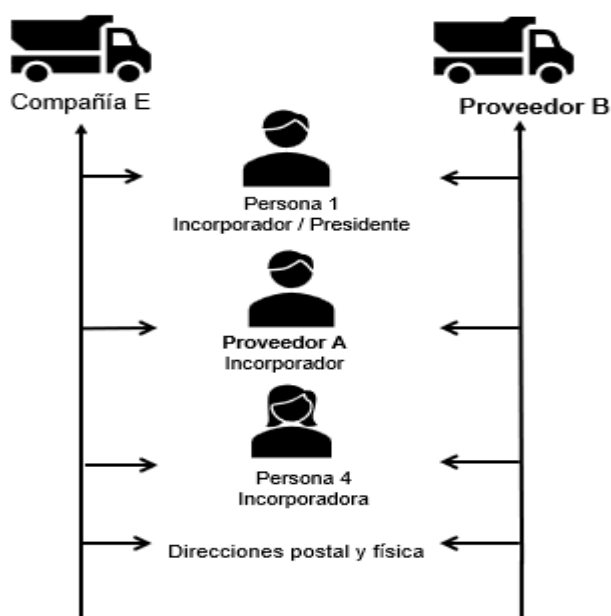 Compañía E
Proveedor B
Persona 1
Incorporador / Presidente
Proveedor A
Incorporador
Persona 4
Incorporadora
Direcciones postal y física